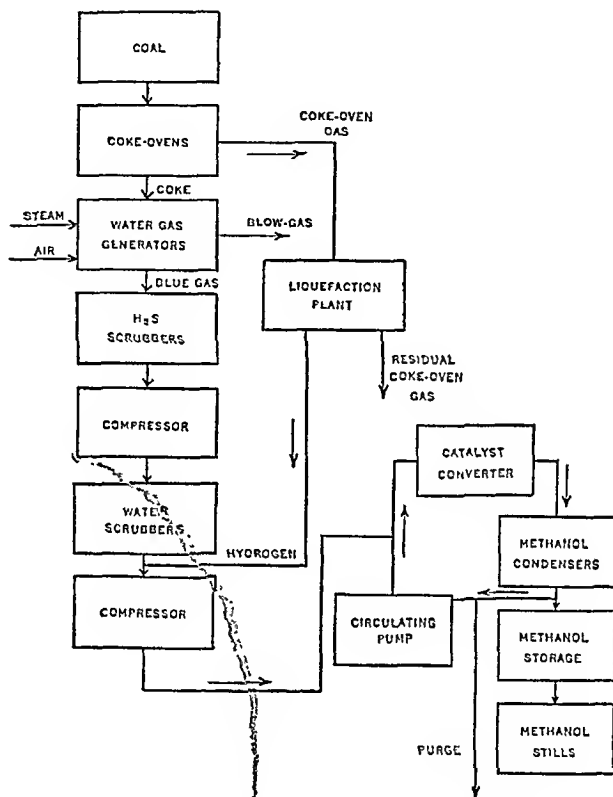 COAL
COKE-OVEN
GAS
COKE-OVENS
COKE
STEAM
WATER GAS
GENERATORS
BLOW-GAS
AIR
BLUE GAS
LIQUEFACTION
PLANT
H₂S
SCRUBBERS
RESIDUAL
COKE-OVEN
GAS
COMPRESSOR
CATALYST
CONVERTER
WATER
SCRUBBERS
HYDROGEN
METHANOL
CONDENSERS
COMPRESSOR
CIRCULATING
PUMP
METHANOL
STORAGE
PURGE
METHANOL
STILLS